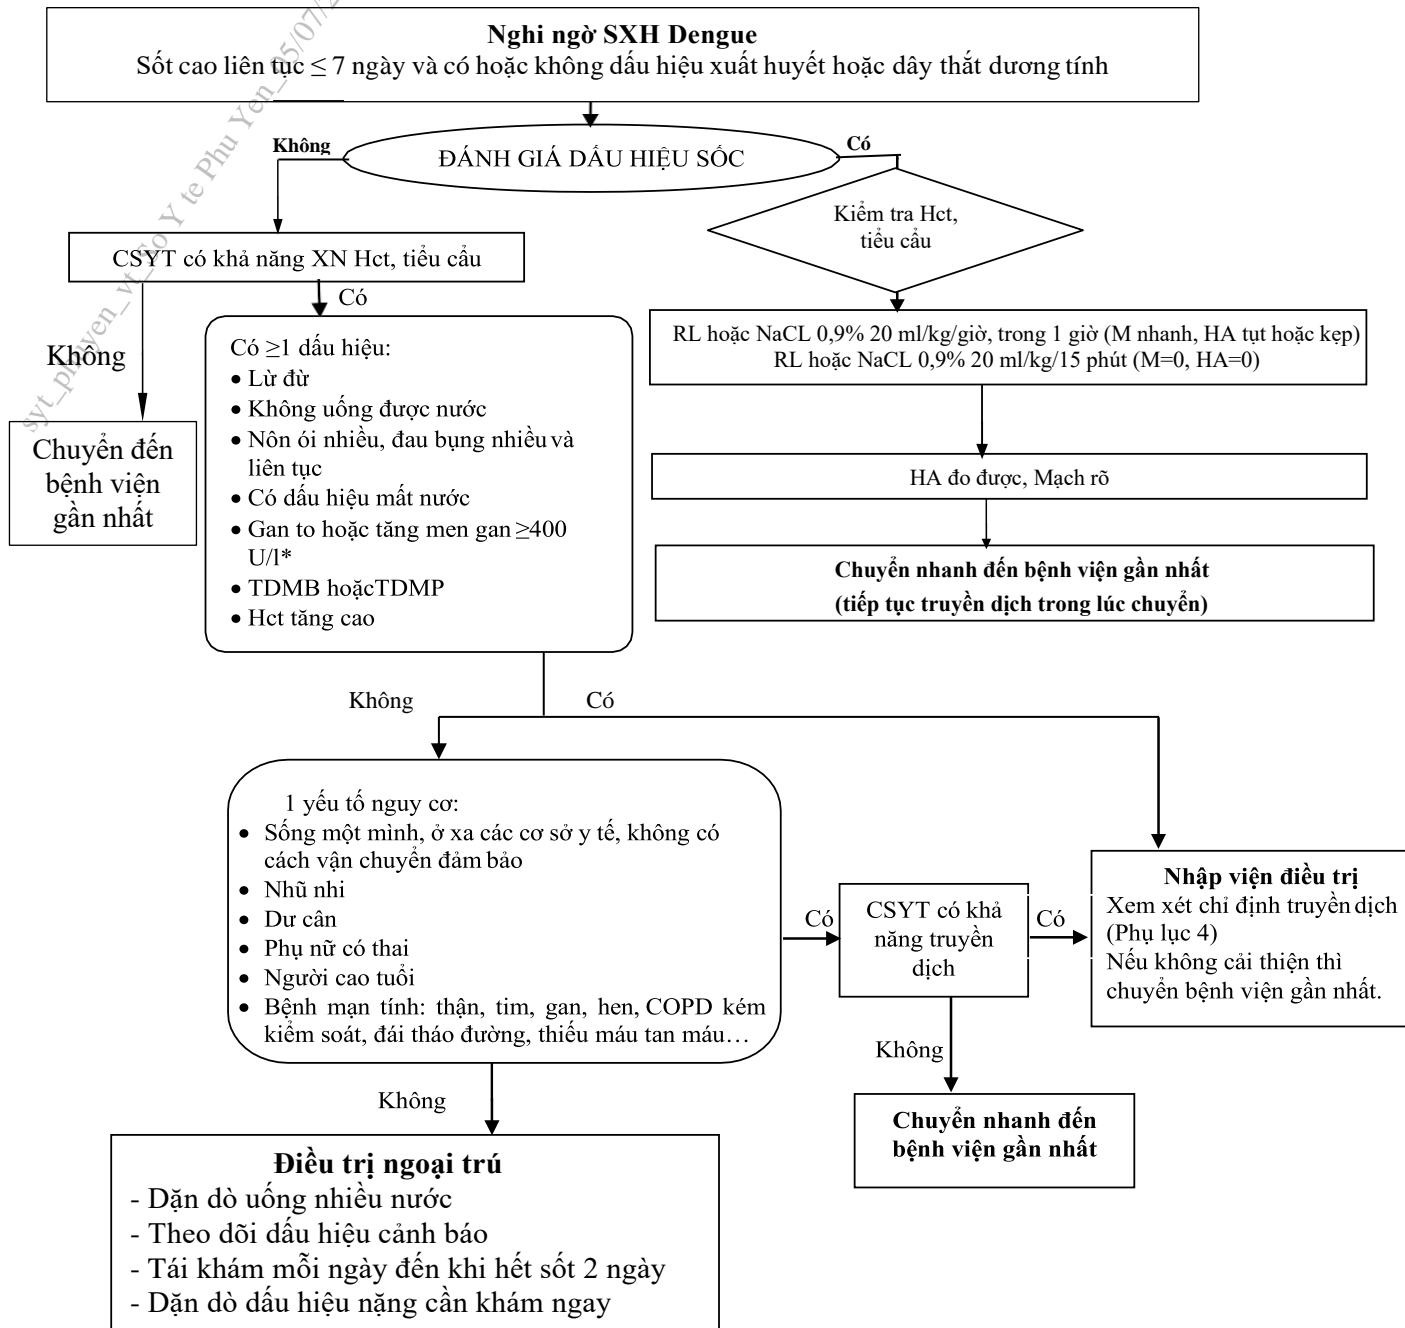 Nghi ngờ SXH Dengue
Sốt cao liên tục ≤ 7 ngày và có hoặc không dấu hiệu xuất huyết hoặc dây thắt dương tính
syt_phuyen_vt_So Y te Phu Yen_05/07/2
Không
ĐÁNH GIÁ DẤU HIỆU SỐC
Có
Kiểm tra Hct,
tiểu cầu
CSYT có khả năng XN Hct, tiểu cầu
Có
Không
Chuyển đến
bệnh viện
gần nhất
Có ≥1 dấu hiệu:
• Lừ đừ
• Không uống được nước
• Nôn ói nhiều, đau bụng nhiều và
liên tục
• Có dấu hiệu mất nước
• Gan to hoặc tăng men gan ≥400
U/l*
• TDMB hoặcTDMP
• Hct tăng cao
RL hoặc NaCL 0,9% 20 ml/kg/giờ, trong 1 giờ (M nhanh, HA tụt hoặc kẹp)
RL hoặc NaCL 0,9% 20 ml/kg/15 phút (M=0, HA=0)
HA đo được, Mạch rõ
Chuyển nhanh đến bệnh viện gần nhất
(tiếp tục truyền dịch trong lúc chuyển)
Không
Có
1 yếu tố nguy cơ:
• Sống một mình, ở xa các cơ sở y tế, không có
cách vận chuyển đảm bảo
• Nhũ nhi
• Dư cân
• Phụ nữ có thai
• Người cao tuổi
• Bệnh mạn tính: thận, tim, gan, hen, COPD kém
kiểm soát, đái tháo đường, thiếu máu tan máu…
Có
CSYT có khả
năng truyền
dịch
Có
Nhập viện điều trị
Xem xét chỉ định truyền dịch
(Phụ lục 4)
Nếu không cải thiện thì
chuyển bệnh viện gần nhất.
Không
Chuyển nhanh đến
bệnh viện gần nhất
Không
Điều trị ngoại trú
- Dặn dò uống nhiều nước
- Theo dõi dấu hiệu cảnh báo
- Tái khám mỗi ngày đến khi hết sốt 2 ngày
- Dặn dò dấu hiệu nặng cần khám ngay